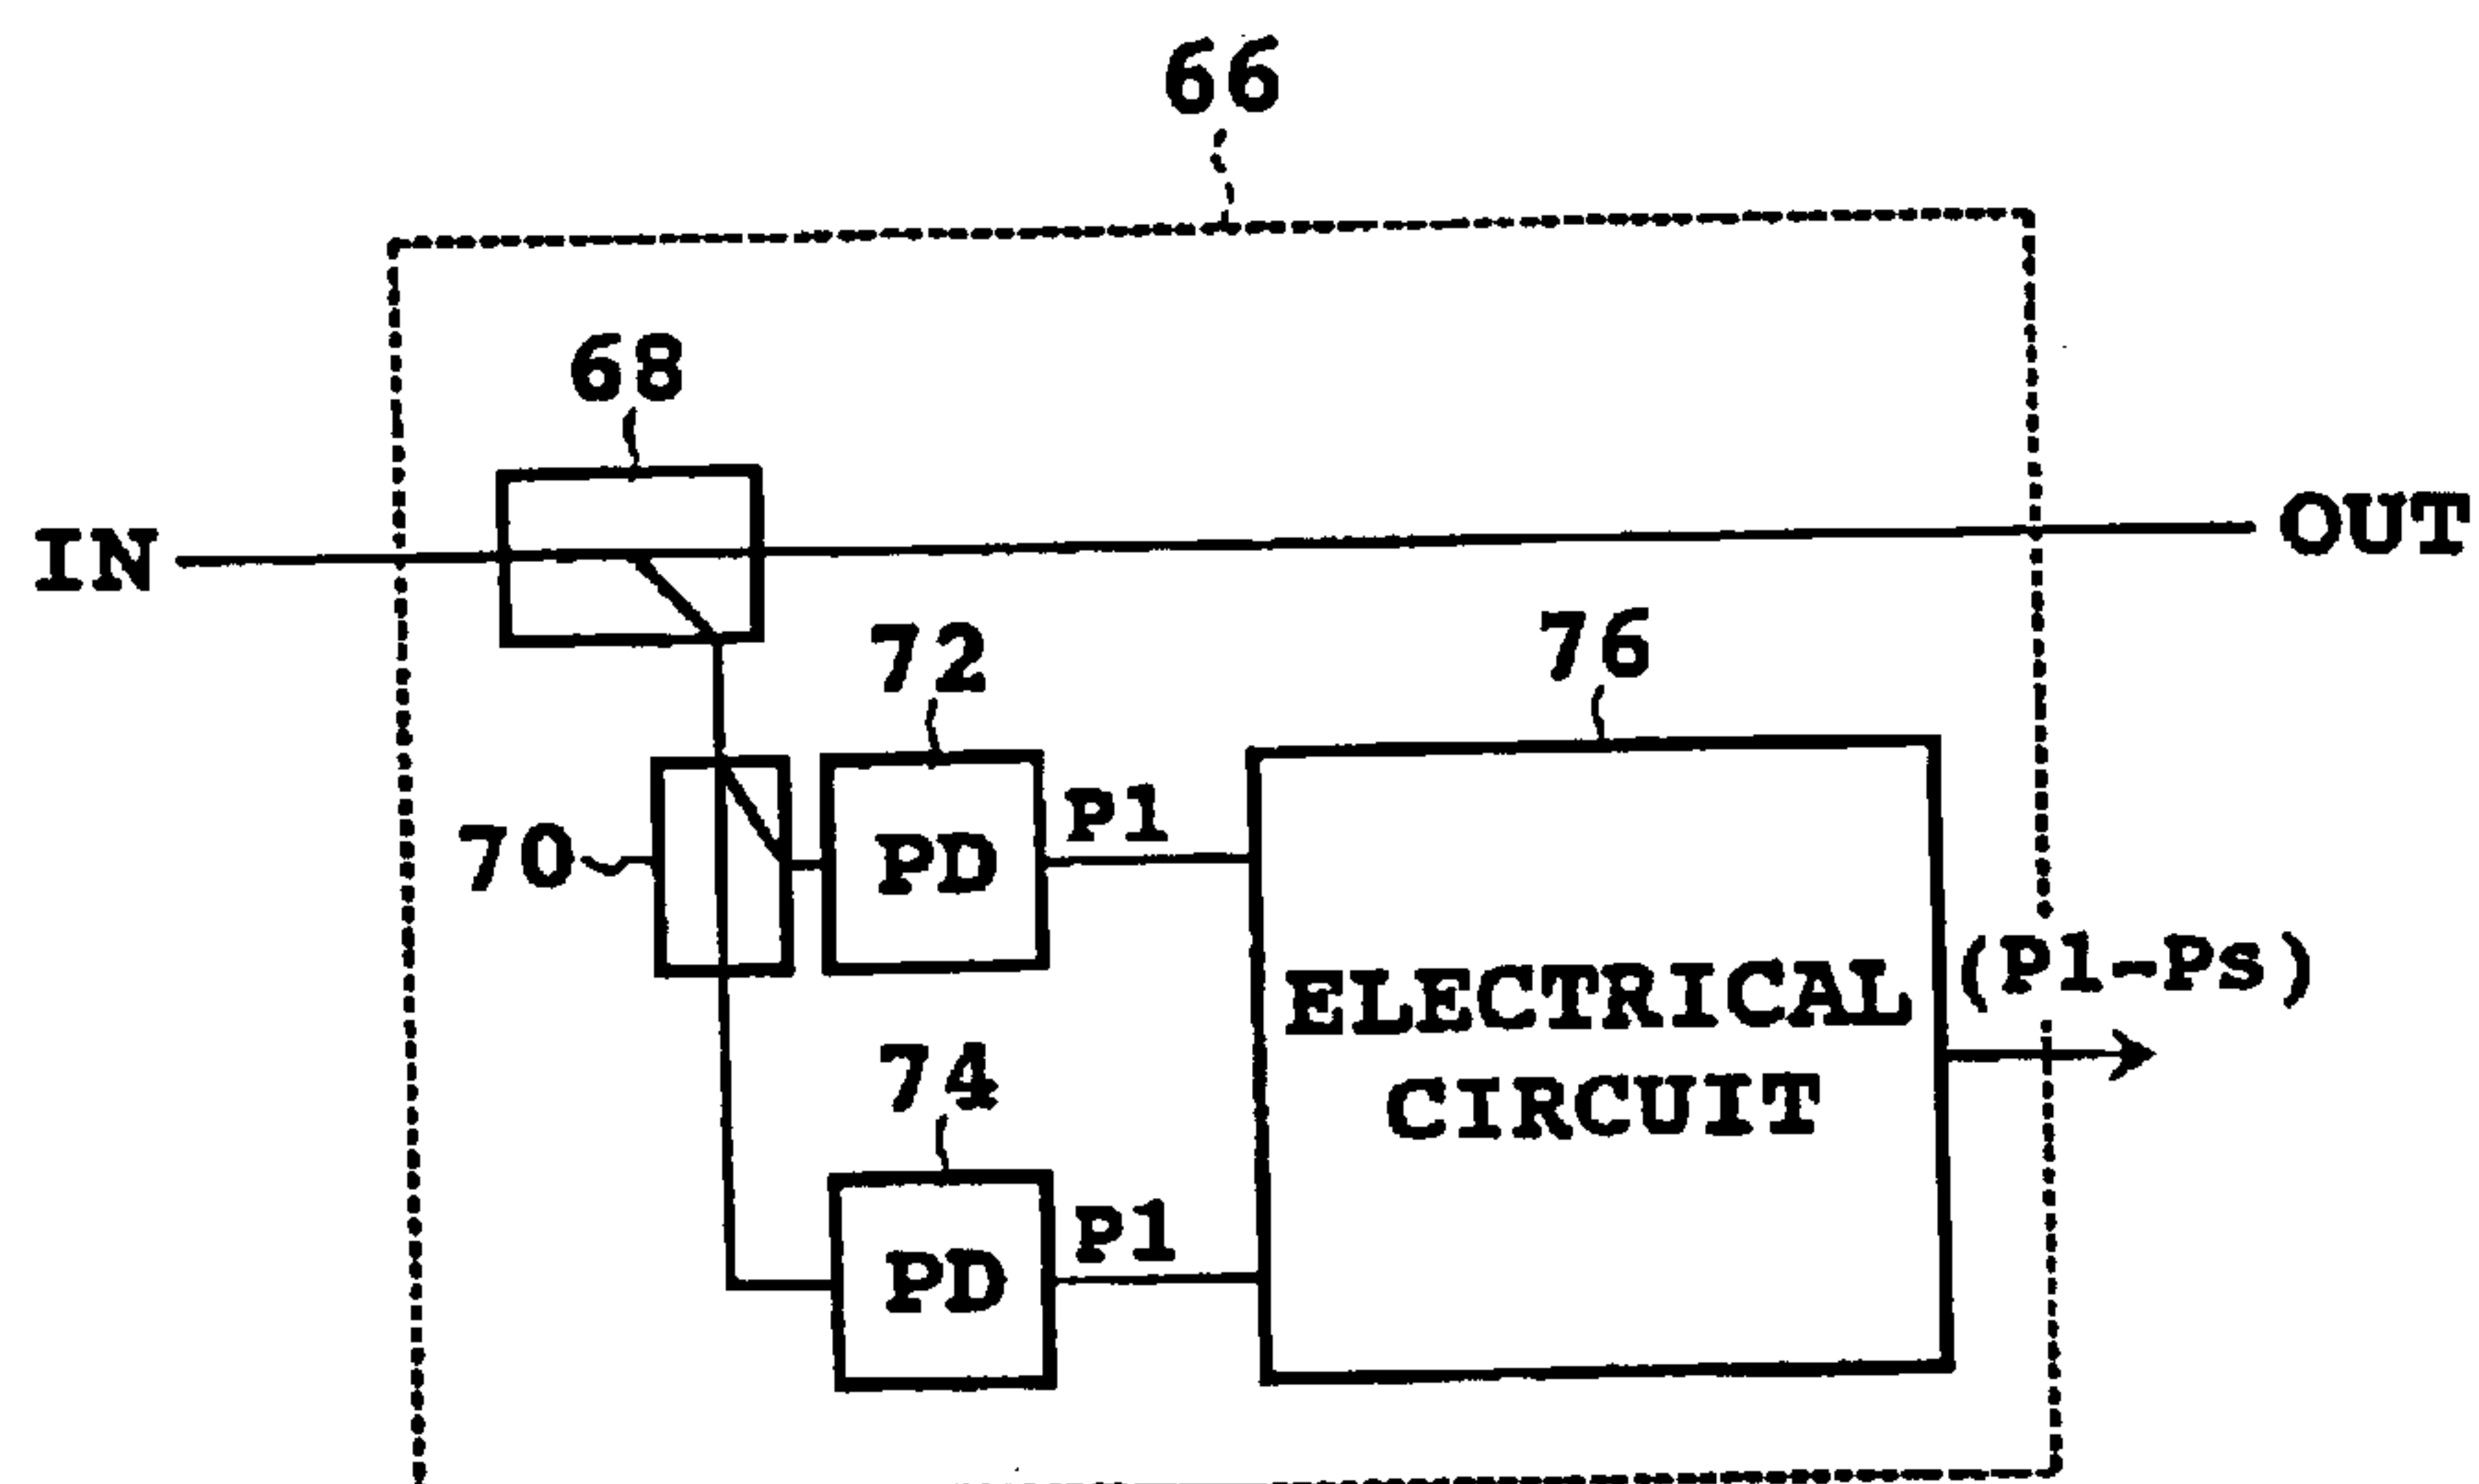 66
68
IN
OUT
72
76
P1
70
PD
(P1-Ps)
ELECTRICAL
CIRCUIT
74
P1
PD